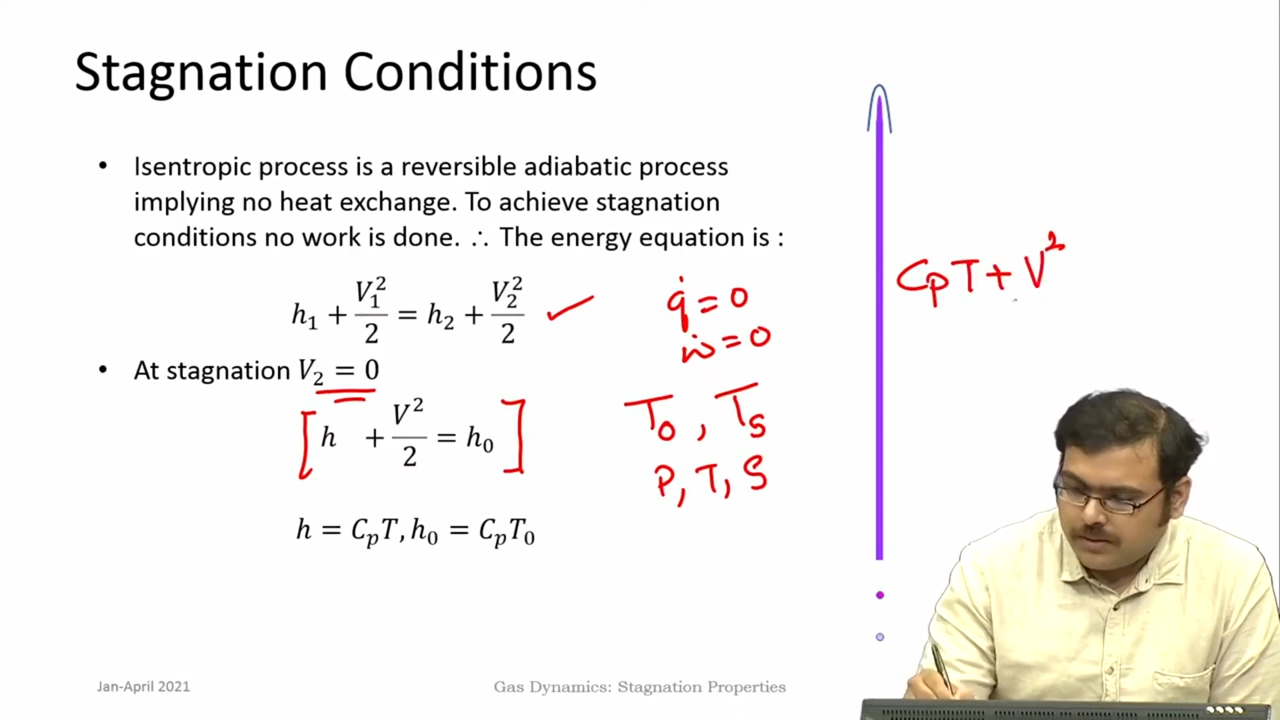 Stagnation Conditions
• Isentropic process is a reversible adiabatic process
implying no heat exchange. To achieve stagnation
conditions no work is done. ∴ The energy equation is :
h₁ + V₁²/2 = h₂ + V₂²/2
q̇ = 0
ẇ = 0
CpT + V²
• At stagnation V₂ = 0
[h + V²/2 = h₀]
T₀, Tₛ
P, T, S
h = CₚT, h₀ = CₚT₀
Jan-April 2021
Gas Dynamics: Stagnation Properties